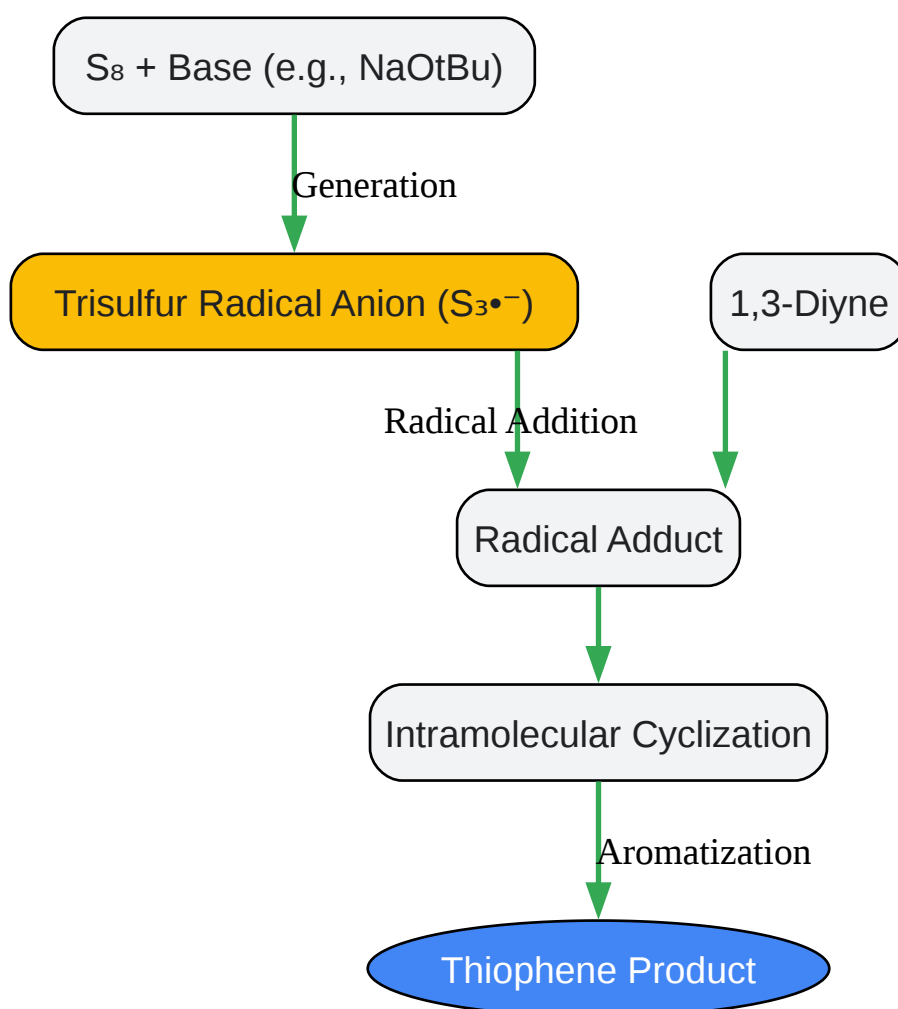 S₈ + Base (e.g., NaOtBu)
Generation
Trisulfur Radical Anion (S₃•⁻)
1,3-Diyne
Radical Addition
Radical Adduct
Intramolecular Cyclization
Aromatization
Thiophene Product